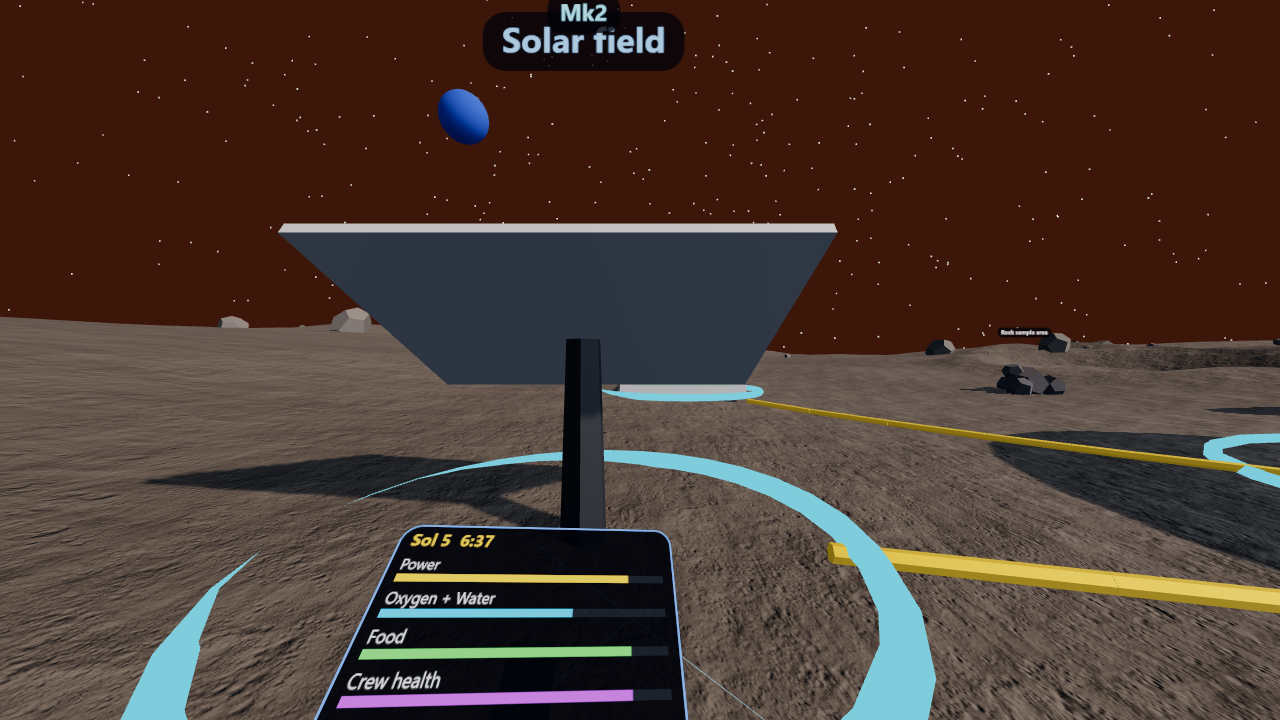 Mk2
Solar field
Rock sample area
Sol 5 6:37
Power
Oxygen + Water
Food
Crew health